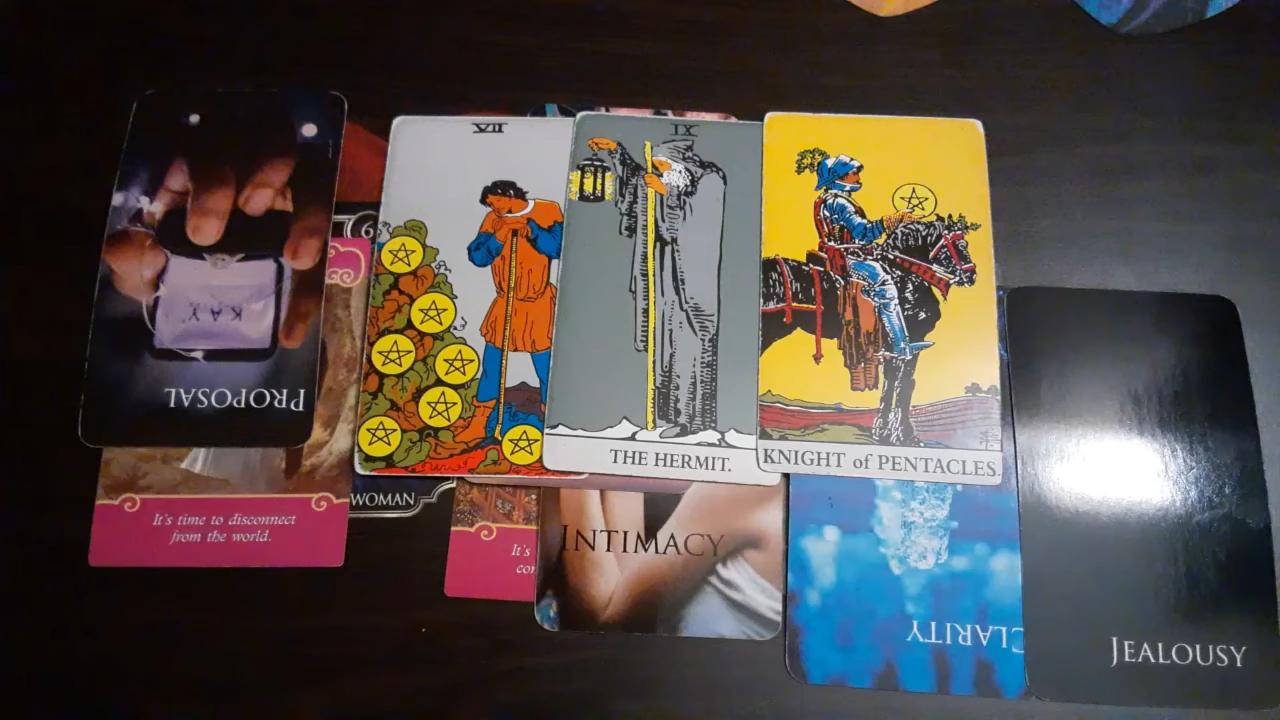 PROPOSAL
KAY
6
It's time to disconnect
from the world.
WOMAN
VII
IX
THE HERMIT.
KNIGHT of PENTACLES.
It's
INTIMACY
CLARITY
JEALOUSY